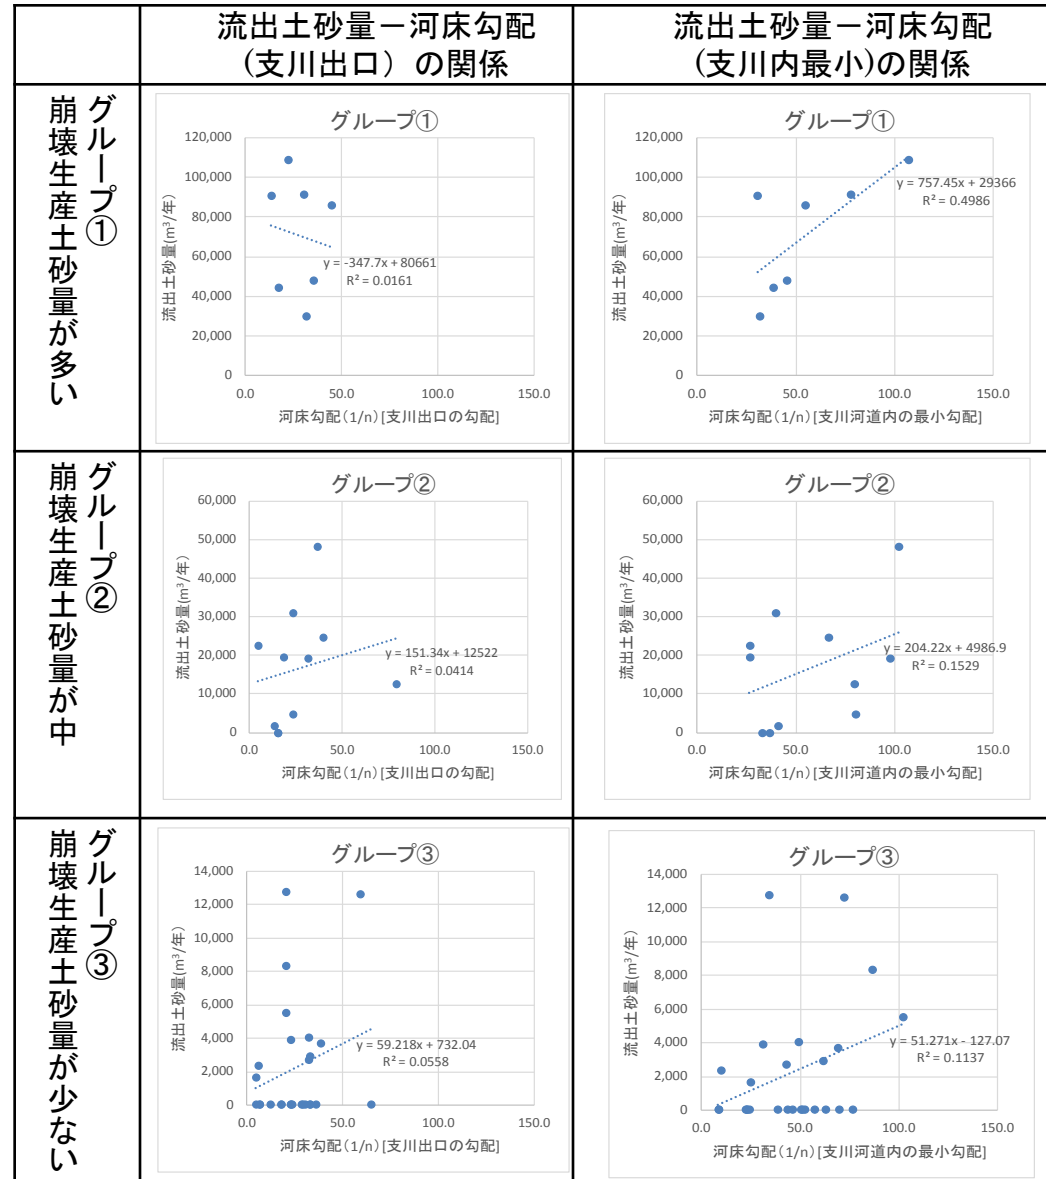 流出土砂量－河床勾配
(支川出口）の関係
流出土砂量－河床勾配
(支川内最小)の関係
グループ①
崩壊生産土砂量が多い
グループ①
流出土砂量(m³/年)
120,000
100,000
80,000
60,000
40,000
20,000
0
y = -347.7x + 80661
R² = 0.0161
0.0 50.0 100.0 150.0
河床勾配（1/n）[支川出口の勾配]
グループ①
流出土砂量(m³/年)
120,000
100,000
80,000
60,000
40,000
20,000
0
y = 757.45x + 29366
R² = 0.4986
0.0 50.0 100.0 150.0
河床勾配（1/n）[支川河道内の最小勾配]
グループ②
崩壊生産土砂量が中
グループ②
流出土砂量(m³/年)
60,000
50,000
40,000
30,000
20,000
10,000
0
y = 151.34x + 12522
R² = 0.0414
0.0 50.0 100.0 150.0
河床勾配（1/n）[支川出口の勾配]
グループ②
流出土砂量(m³/年)
60,000
50,000
40,000
30,000
20,000
10,000
0
y = 204.22x + 4986.9
R² = 0.1529
0.0 50.0 100.0 150.0
河床勾配（1/n）[支川河道内の最小勾配]
グループ③
崩壊生産土砂量が少ない
グループ③
流出土砂量(m³/年)
14,000
12,000
10,000
8,000
6,000
4,000
2,000
0
y = 59.218x + 732.04
R² = 0.0558
0.0 50.0 100.0 150.0
河床勾配（1/n）[支川出口の勾配]
グループ③
流出土砂量(m³/年)
14,000
12,000
10,000
8,000
6,000
4,000
2,000
0
y = 51.271x - 127.07
R² = 0.1137
0.0 50.0 100.0 150.0
河床勾配（1/n）[支川河道内の最小勾配]